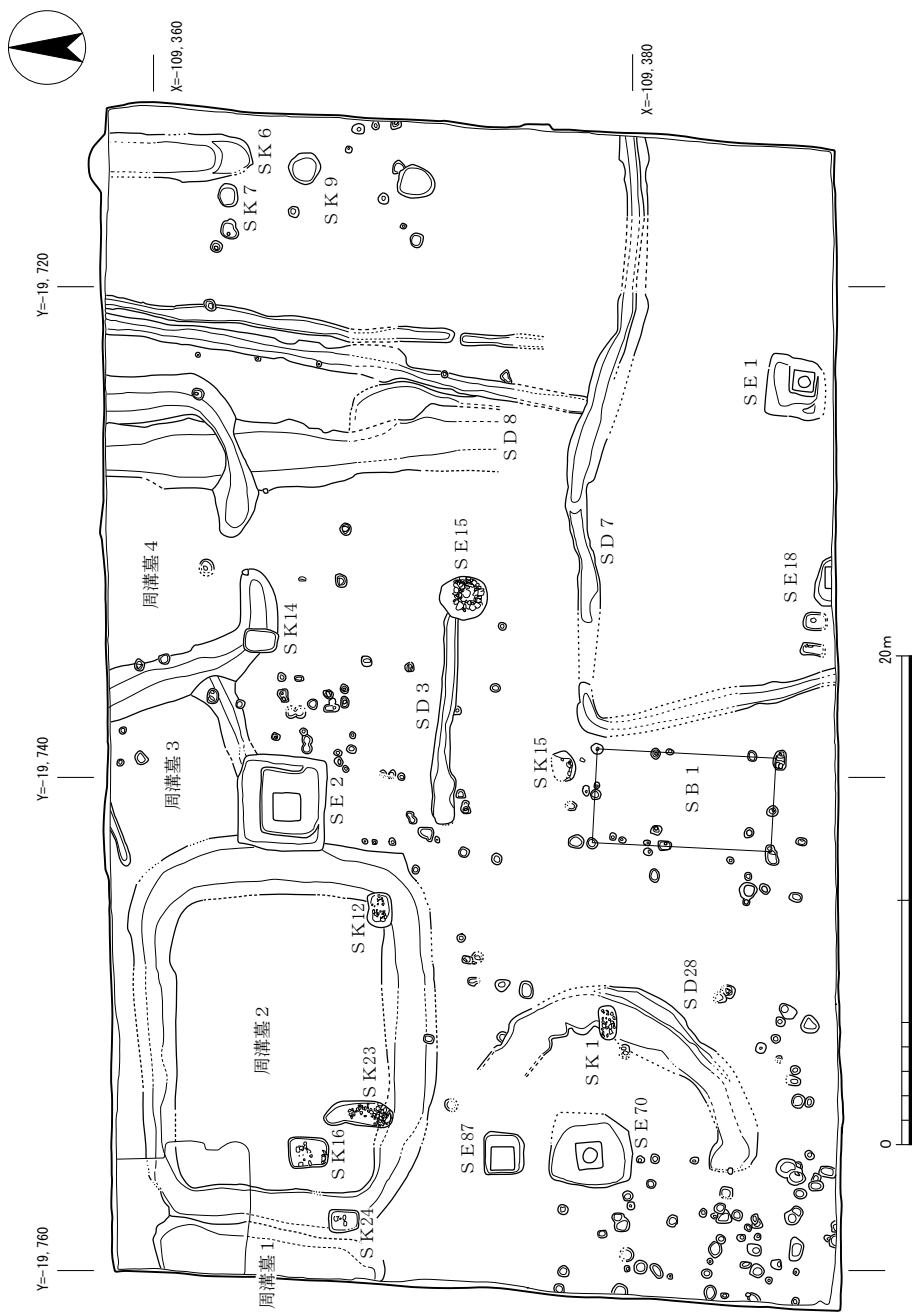 X=-109,360
X=-109,380
Y=-19,720
Y=-19,740
Y=-19,760
SK6
SK7
SK9
SD8
SE1
SD7
SE15
SE18
周溝墓4
SK14
SD3
周溝墓3
SE2
SK15
SB1
SK12
周溝墓2
SD28
SK1
SK23
SK16
SE87
SE70
SK24
周溝墓1
0
20m